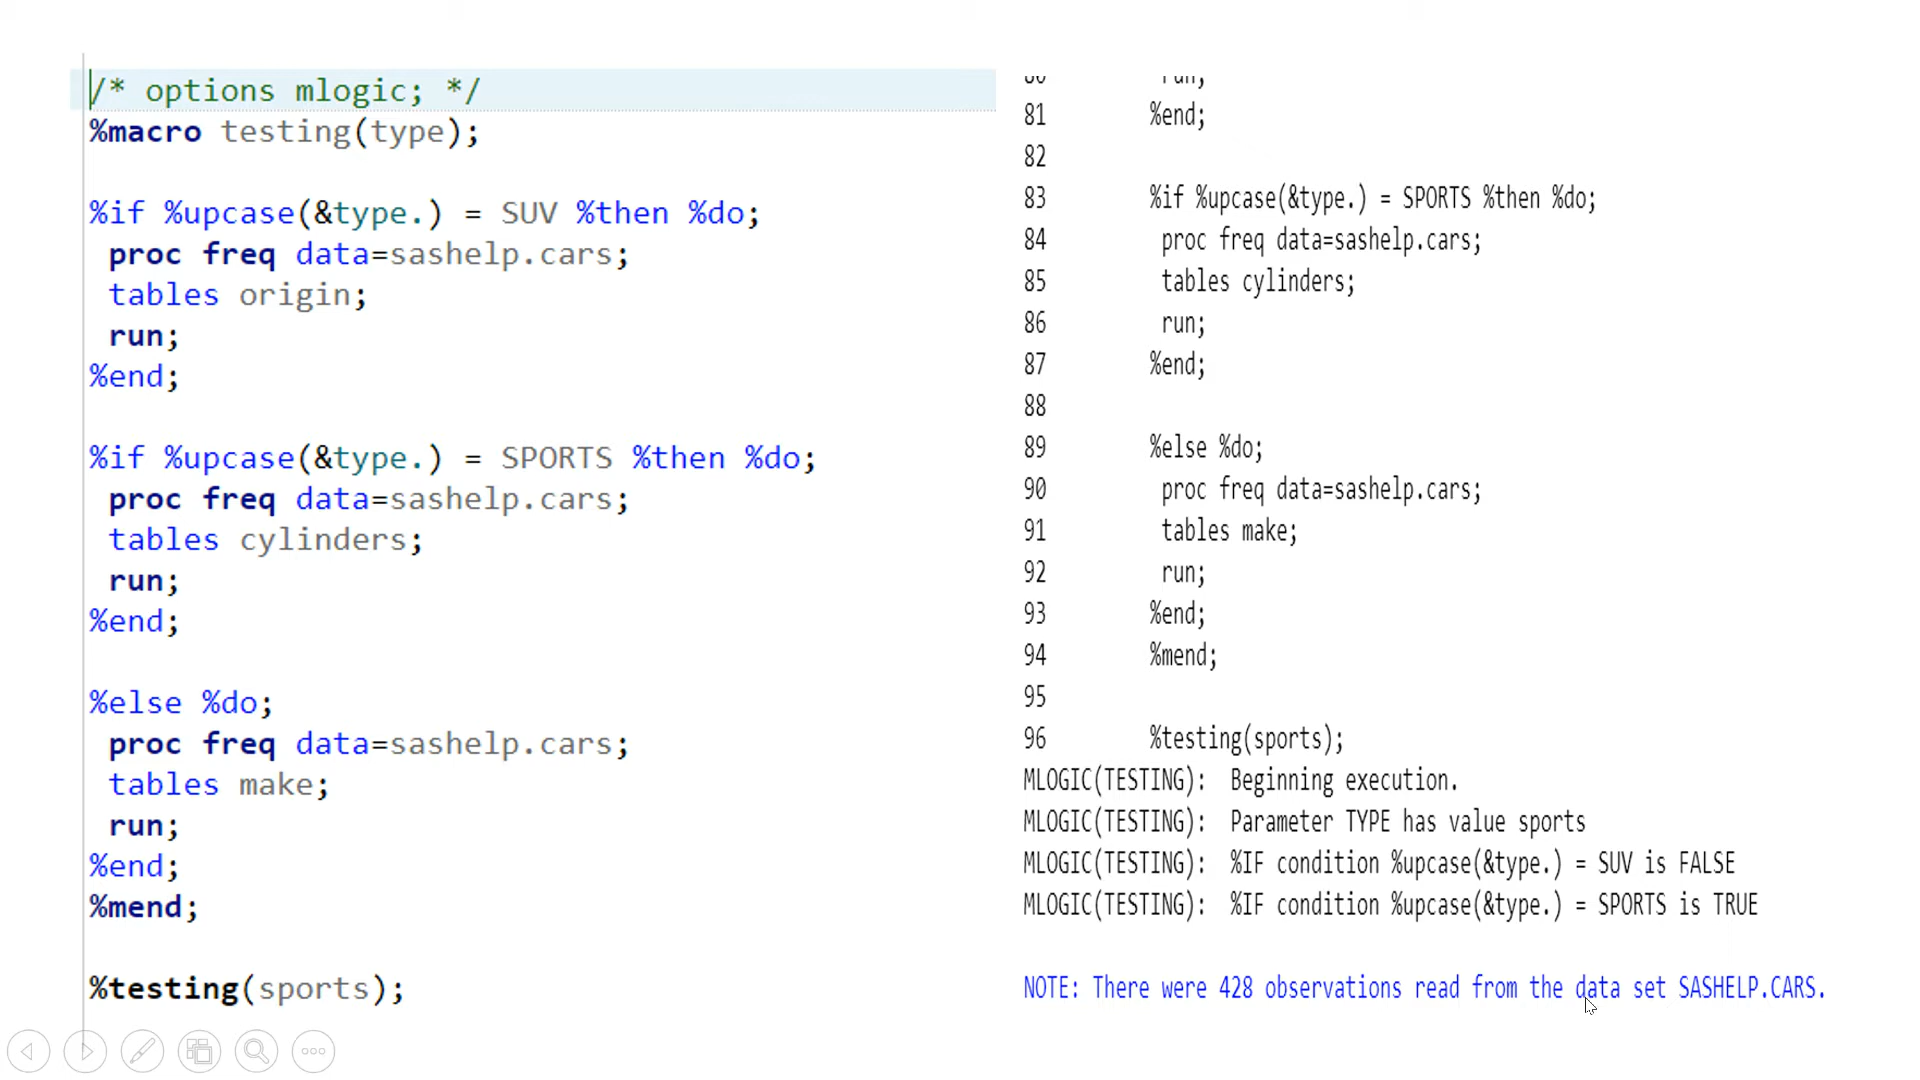 /* options mlogic; */
%macro testing(type);
%if %upcase(&type.) = SUV %then %do;
proc freq data=sashelp.cars;
tables origin;
run;
%end;
%if %upcase(&type.) = SPORTS %then %do;
proc freq data=sashelp.cars;
tables cylinders;
run;
%end;
%else %do;
proc freq data=sashelp.cars;
tables make;
run;
%end;
%mend;
%testing(sports);
80 run;
81 %end;
82
83 %if %upcase(&type.) = SPORTS %then %do;
84 proc freq data=sashelp.cars;
85 tables cylinders;
86 run;
87 %end;
88
89 %else %do;
90 proc freq data=sashelp.cars;
91 tables make;
92 run;
93 %end;
94 %mend;
95
96 %testing(sports);
MLOGIC(TESTING): Beginning execution.
MLOGIC(TESTING): Parameter TYPE has value sports
MLOGIC(TESTING): %IF condition %upcase(&type.) = SUV is FALSE
MLOGIC(TESTING): %IF condition %upcase(&type.) = SPORTS is TRUE
NOTE: There were 428 observations read from the data set SASHELP.CARS.